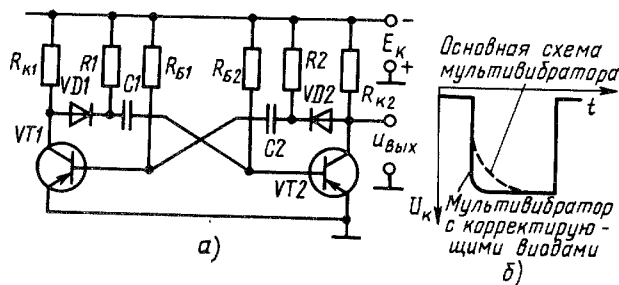 Rк1
R1
RБ1
RБ2
R2
Rк2
Eк
−
+
VD1
C1
C2
VD2
VT1
VT2
uвых
а)
Основная схема
мультивибратора
t
Uк
Мультивибратор
с корректирую-
щими диодами
б)